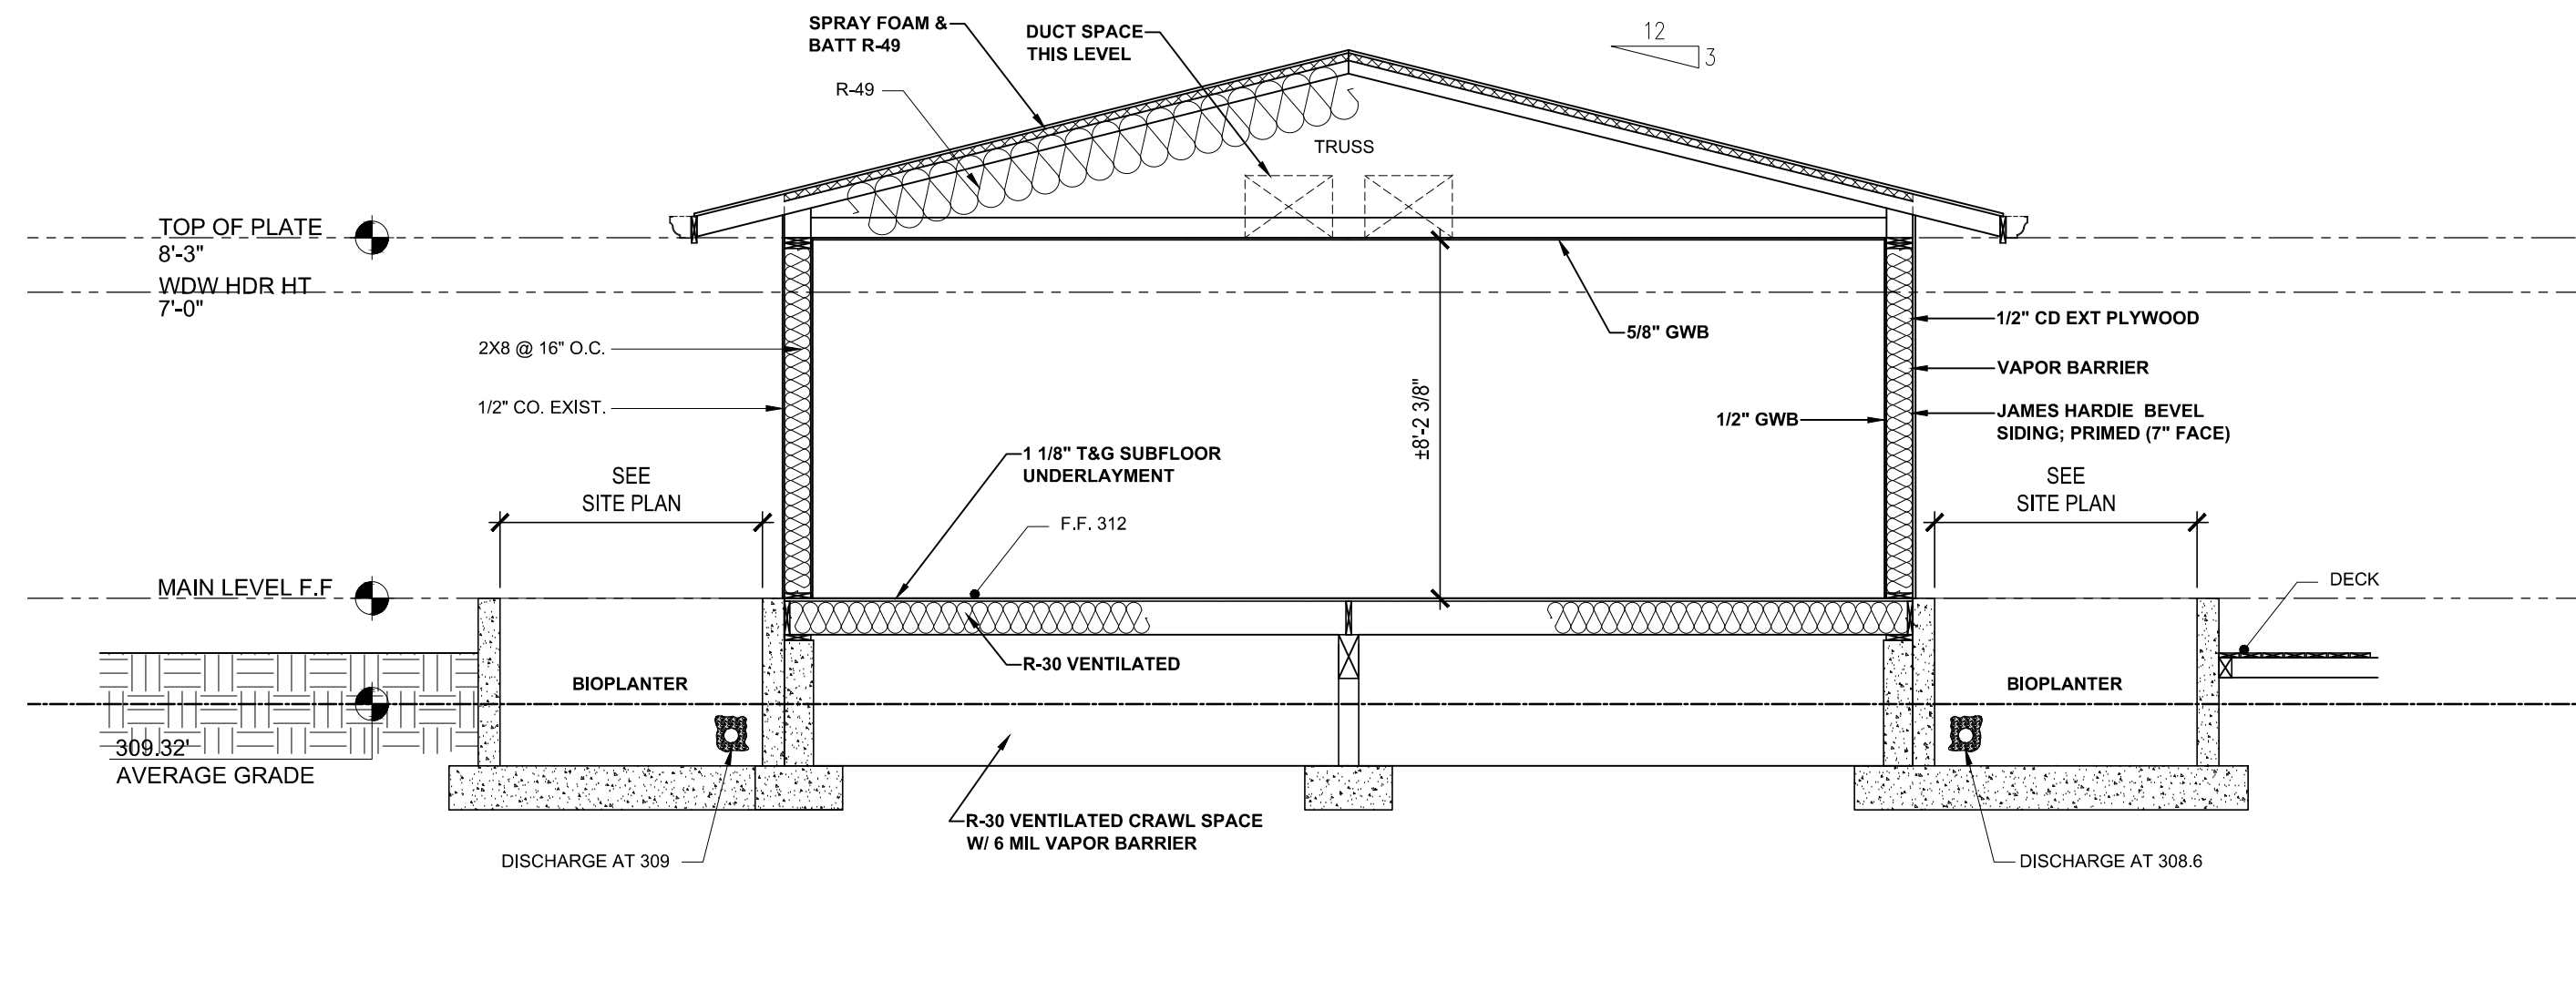 SPRAY FOAM &
BATT R-49
DUCT SPACE
THIS LEVEL
12
3
R-49
TRUSS
TOP OF PLATE
8'-3"
WDW HDR HT
7'-0"
2X8 @ 16" O.C.
1/2" CO. EXIST.
5/8" GWB
1/2" CD EXT PLYWOOD
VAPOR BARRIER
±8'-2 3/8"
1/2" GWB
JAMES HARDIE BEVEL
SIDING; PRIMED (7" FACE)
1 1/8" T&G SUBFLOOR
UNDERLAYMENT
SEE
SITE PLAN
SEE
SITE PLAN
F.F. 312
MAIN LEVEL F.F
DECK
R-30 VENTILATED
BIOPLANTER
BIOPLANTER
309.32'
AVERAGE GRADE
R-30 VENTILATED CRAWL SPACE
W/ 6 MIL VAPOR BARRIER
DISCHARGE AT 309
DISCHARGE AT 308.6